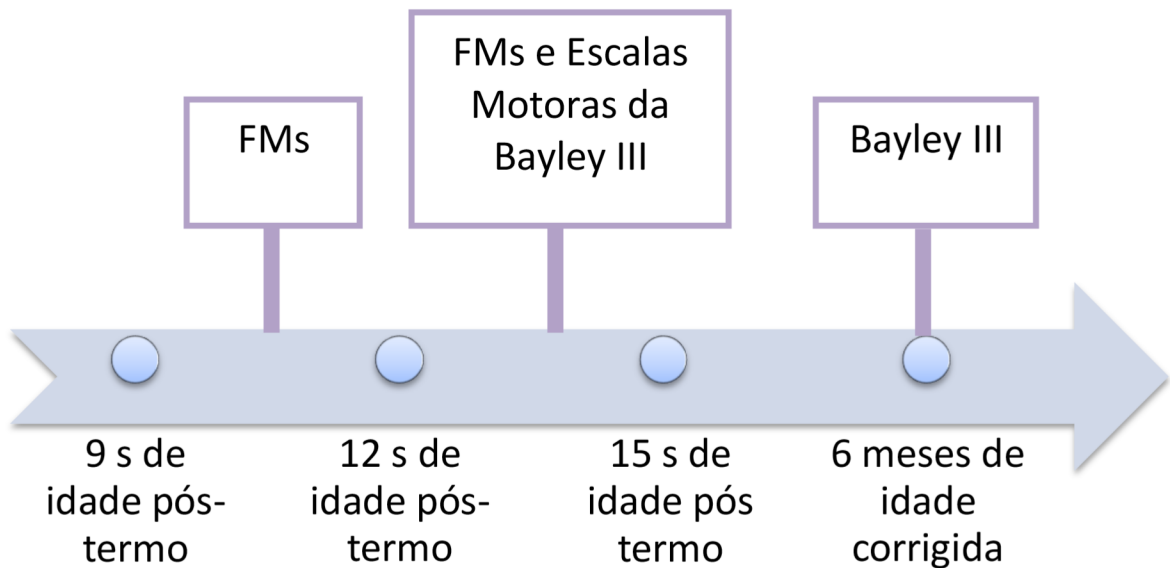 FMs
FMs e Escalas
Motoras da
Bayley III
Bayley III
9 s de
idade pós-
termo
12 s de
idade pós-
termo
15 s de
idade pós
termo
6 meses de
idade
corrigida